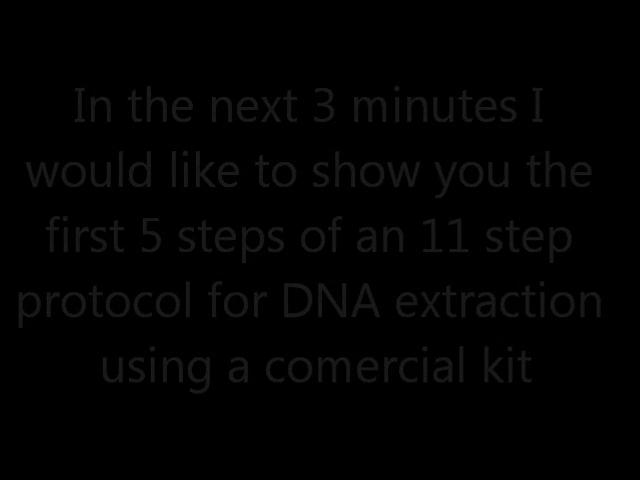 In the next 3 minutes I
would like to show you the
first 5 steps of an 11 step
protocol for DNA extraction
using a comercial kit